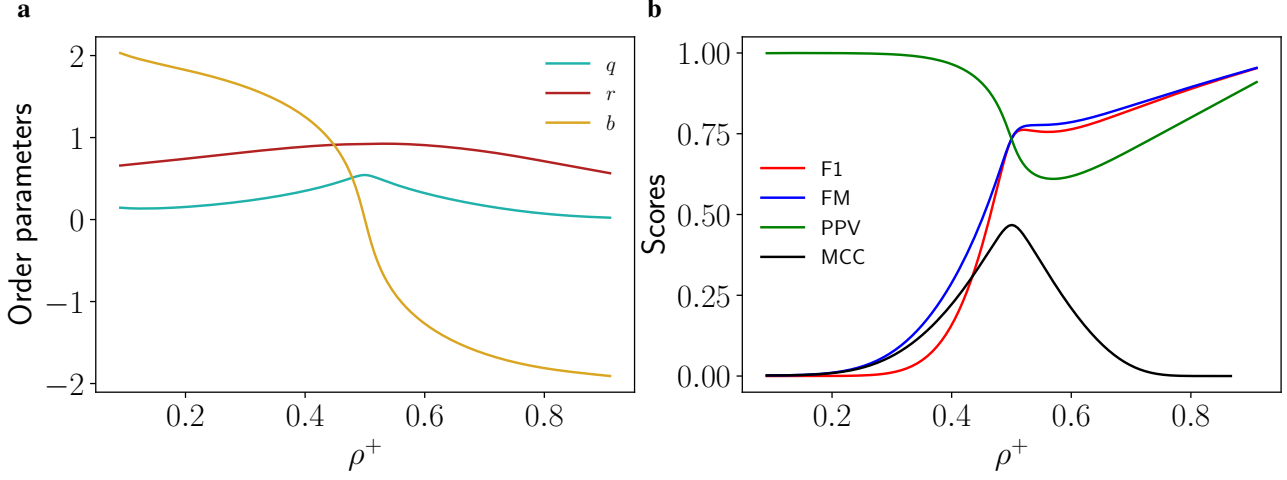 a
Order parameters
2
1
0
−1
−2
q
r
b
0.2 0.4 0.6 0.8
ρ⁺
b
Scores
1.00
0.75
0.50
0.25
0.00
F1
FM
PPV
MCC
0.2 0.4 0.6 0.8
ρ⁺